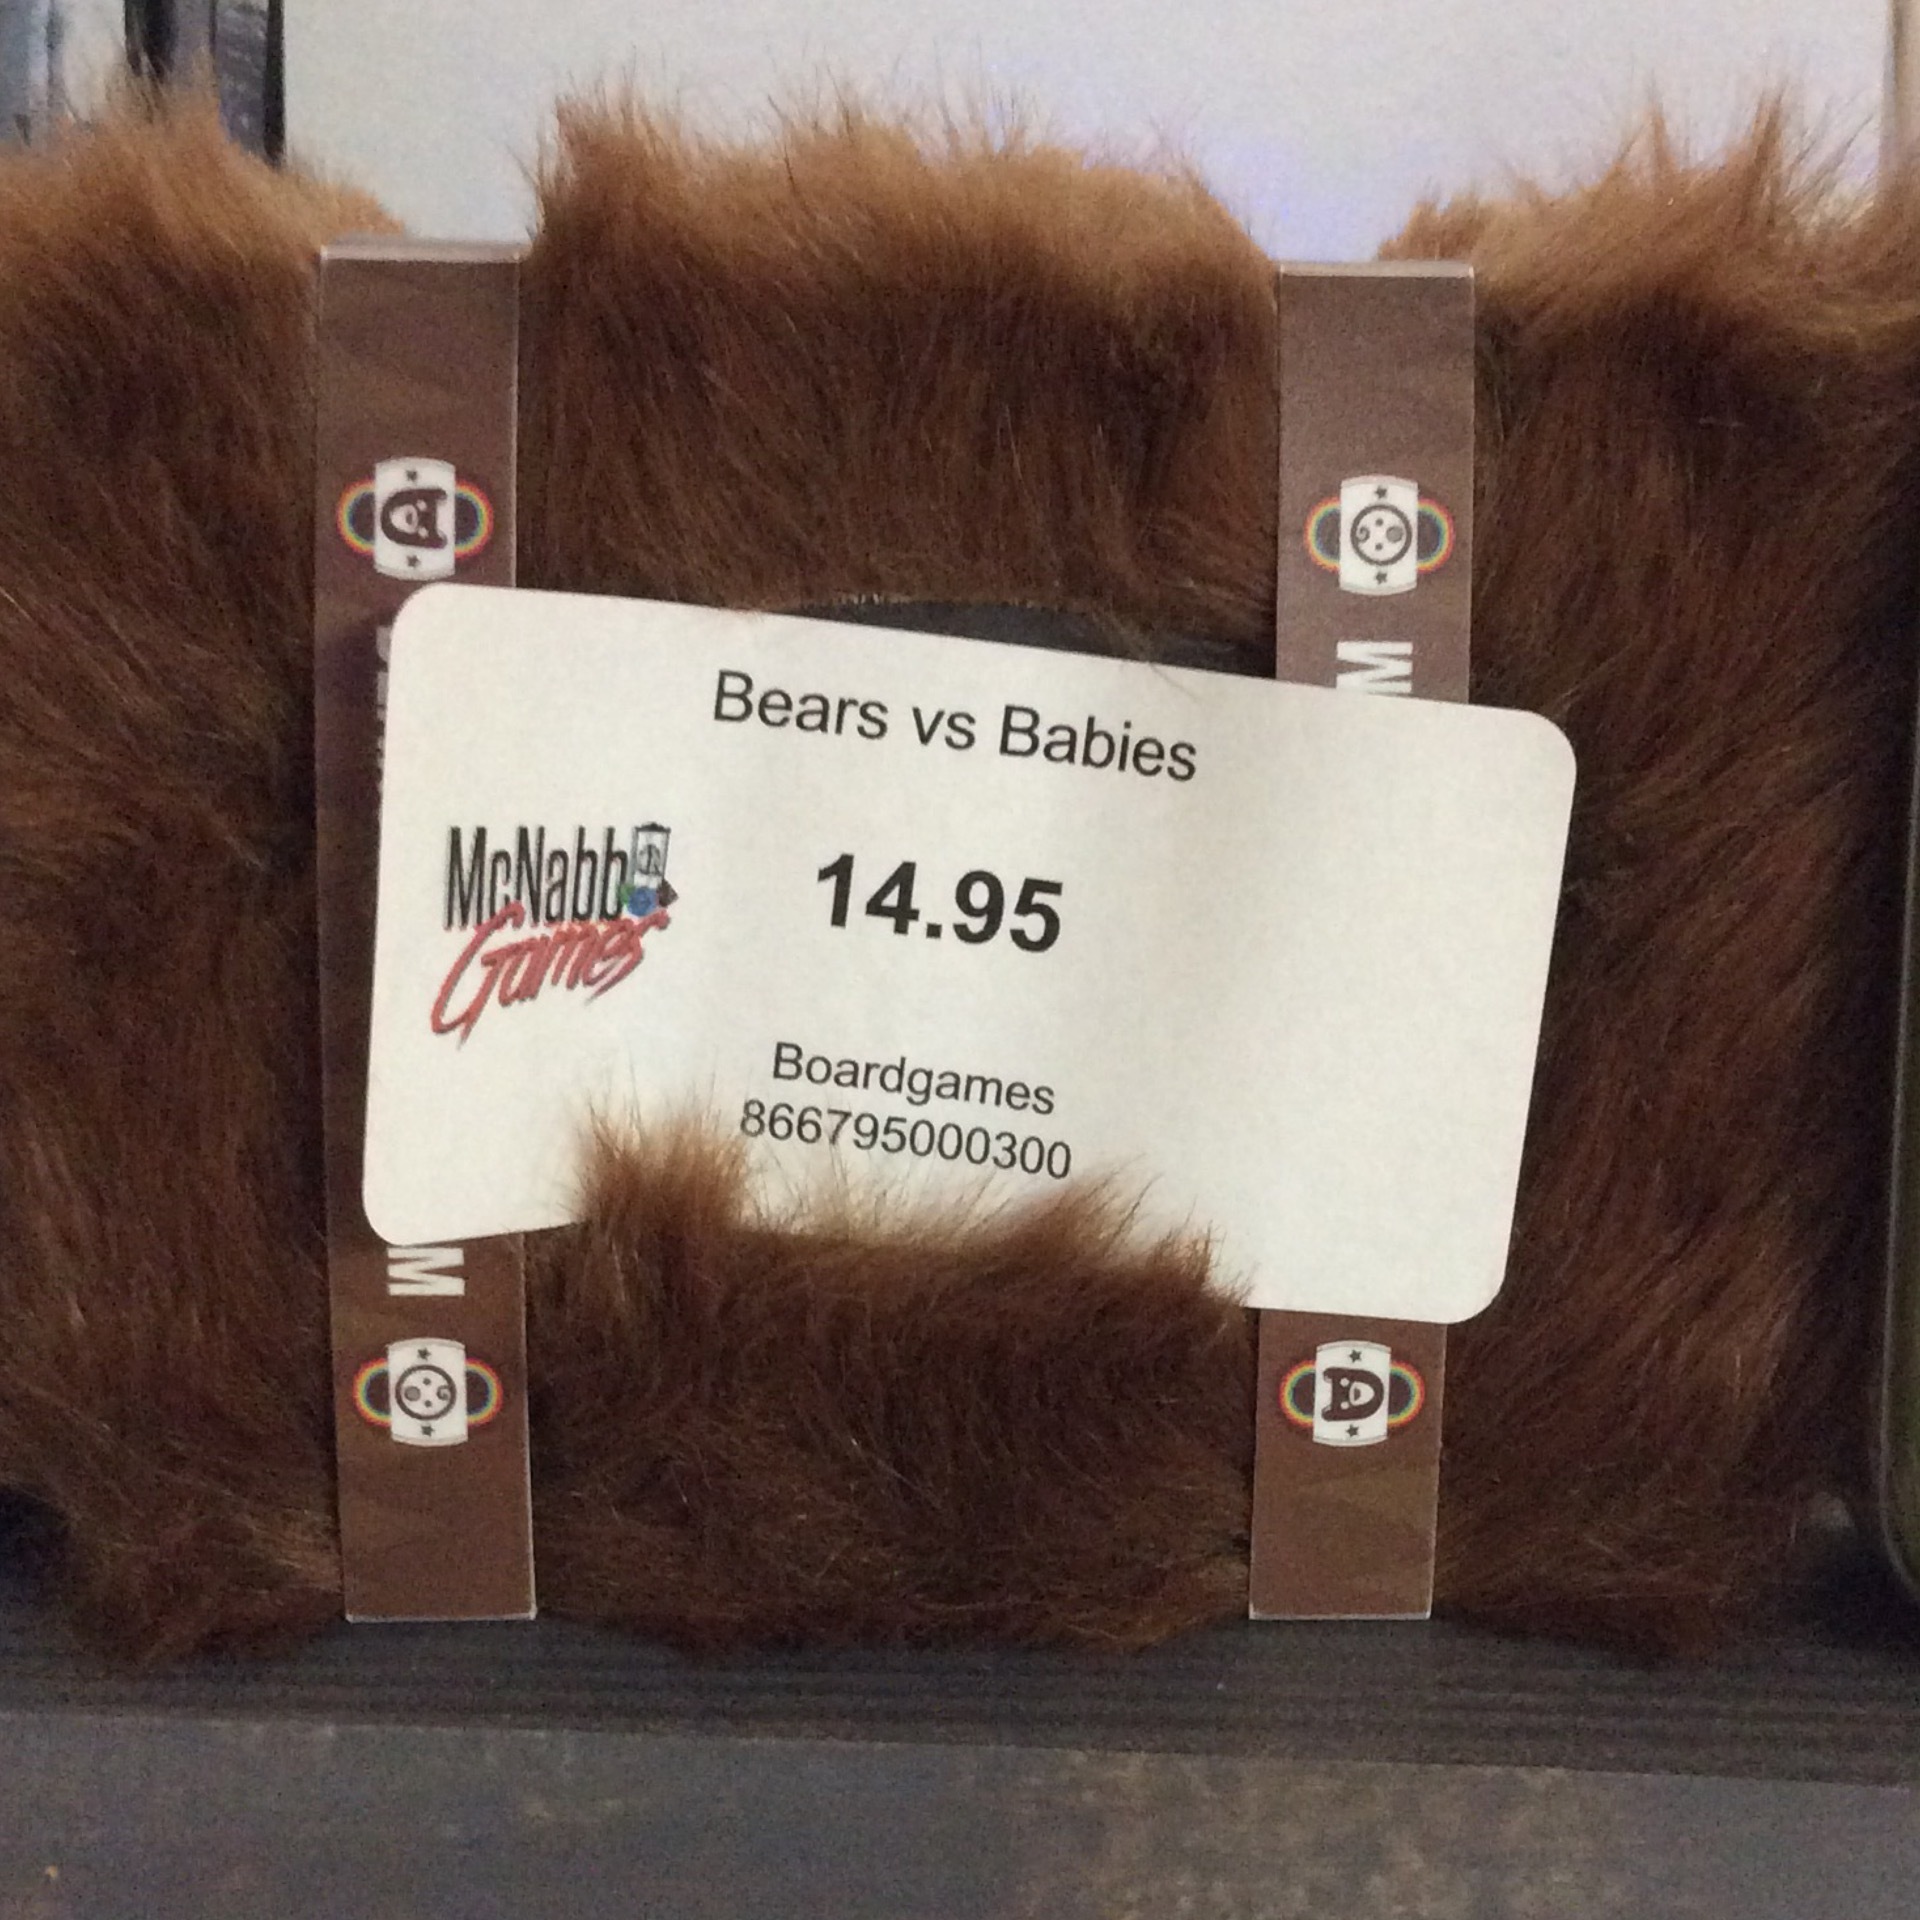 M
Bears vs Babies
McNabb
Games
14.95
Boardgames
866795000300
M